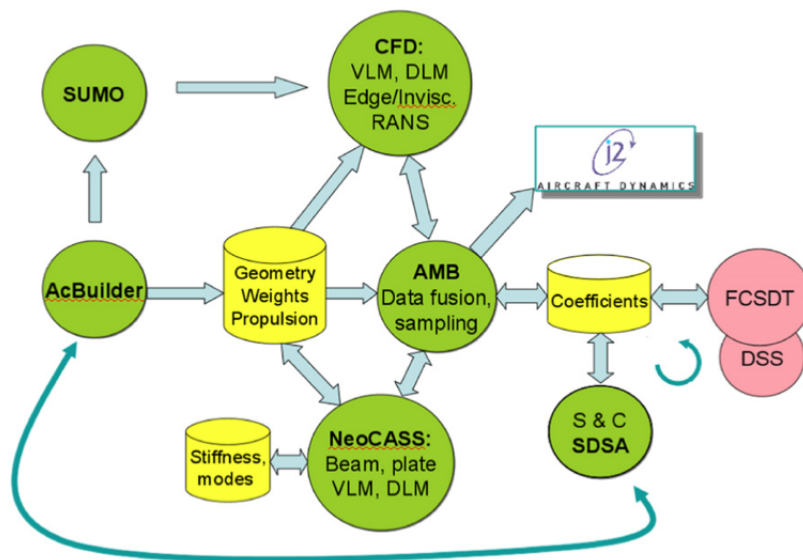 CFD:
VLM, DLM
Edge/Invisc.
RANS
SUMO
j2
AIRCRAFT DYNAMICS
AcBuilder
Geometry
Weights
Propulsion
AMB
Data fusion,
sampling
Coefficients
FCSDT
DSS
S & C
SDSA
NeoCASS:
Beam, plate
VLM, DLM
Stiffness,
modes